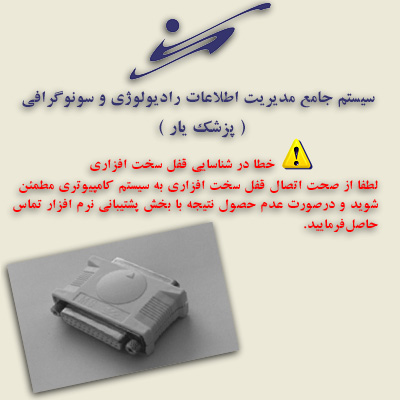 سیستم جامع مدیریت اطلاعات رادیولوژی و سونوگرافی
( پزشک یار )
خطا در شناسایی قفل سخت افزاری
لطفا از صحت اتصال قفل سخت افزاری به سیستم کامپیوتری مطمئن
شوید و درصورت عدم حصول نتیجه با بخش پشتیبانی نرم افزار تماس
حاصل‌فرمایید.